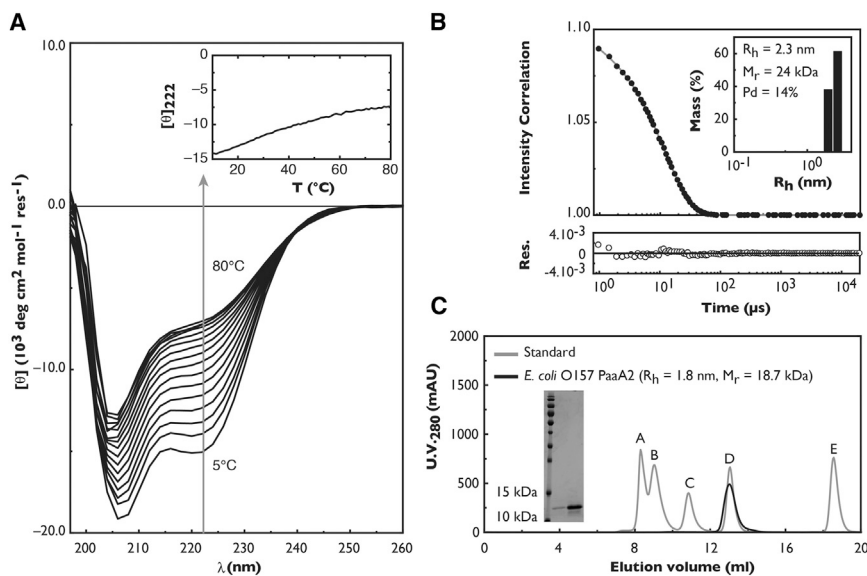 A
10.0
0.0
-10.0
-20.0
[θ] (10³ deg cm² mol⁻¹ res⁻¹)
200 210 220 230 240 250 260
λ(nm)
80°C
5°C
0
−5
−10
−15
[θ]222
20 40 60 80
T (°C)
B
1.10
1.05
1.00
Intensity Correlation
Rh = 2.3 nm
Mr = 24 kDa
Pd = 14%
60
40
20
0
Mass (%)
10⁻¹ 10⁰
Rh (nm)
4.10⁻³
0
-4.10⁻³
Res.
10⁰ 10¹ 10² 10³ 10⁴
Time (µs)
C
2000
1750
1250
750
250
0
U.V.280 (mAU)
Standard
E. coli O157 PaaA2 (Rh = 1.8 nm, Mr = 18.7 kDa)
A B C D E
15 kDa
10 kDa
0 4 8 12 16 20
Elution volume (ml)